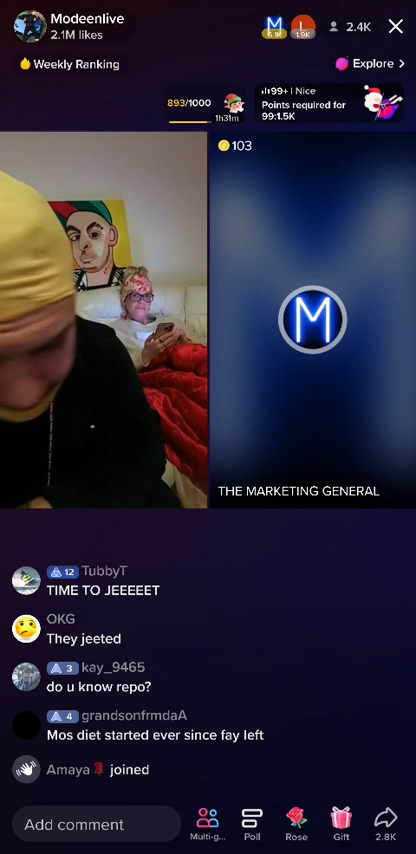 Modeenlive
2.1M likes
M
L
1.9K
2.4K
Weekly Ranking
Explore >
893/1000
1h31m
99+ | Nice
Points required for
99:1.5K
103
M
THE MARKETING GENERAL
12 TubbyT
TIME TO JEEEEET
OKG
They jeeted
3 kay_9465
do u know repo?
4 grandsonfrmdaA
Mos diet started ever since fay left
Amaya joined
Add comment
Multi-g...
Poll
Rose
Gift
2.8K